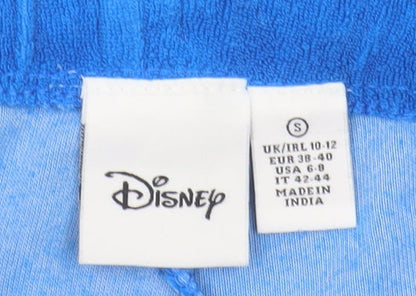 Disney
S
UK/IRL 10-12
EUR 38-40
USA 6-8
IT 42-44
MADE IN
INDIA